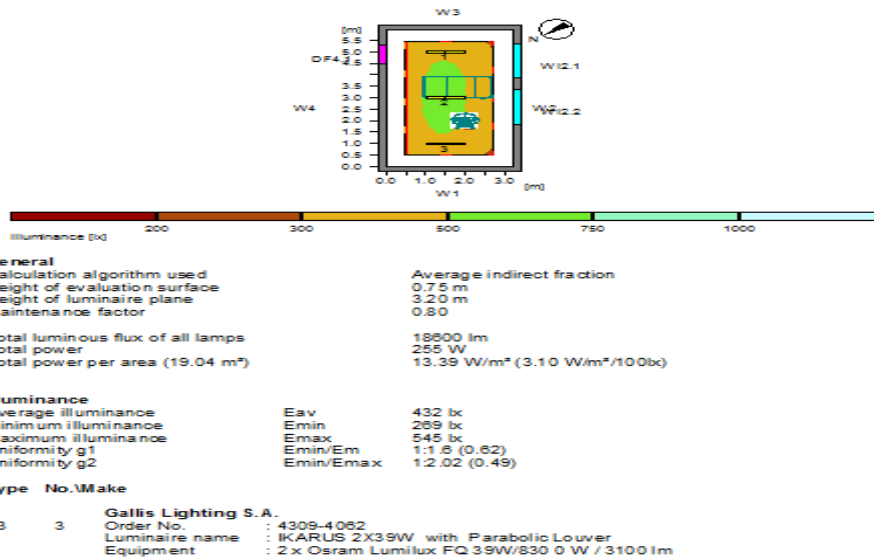 W3
[m]
5.5
5.0
4.5
3.5
3.0
2.5
2.0
1.5
1.0
0.5
0.0
DF4.
W4
N
WI2.1
WI2.2
1
2
3
0.0 1.0 2.0 3.0 [m]
W1
200 300 500 750 1000
Illuminance [lx]
eneral
alculation algorithm used Average indirect fraction
eight of evaluation surface 0.75 m
eight of luminaire plane 3.20 m
aintenance factor 0.80
otal luminous flux of all lamps 18600 lm
otal power 255 W
otal power per area (19.04 m²) 13.39 W/m² (3.10 W/m²/100lx)
luminance
verage illuminance Eav 432 lx
inimum illuminance Emin 269 lx
aximum illuminance Emax 545 lx
niformity g1 Emin/Em 1:1.6 (0.62)
niformity g2 Emin/Emax 1:2.02 (0.49)
ype No.\Make
Gallis Lighting S.A.
3 3 Order No. : 4309-4062
Luminaire name : IKARUS 2X39W with Parabolic Louver
Equipment : 2 x Osram Lumilux FQ 39W/830 0 W / 3100 lm